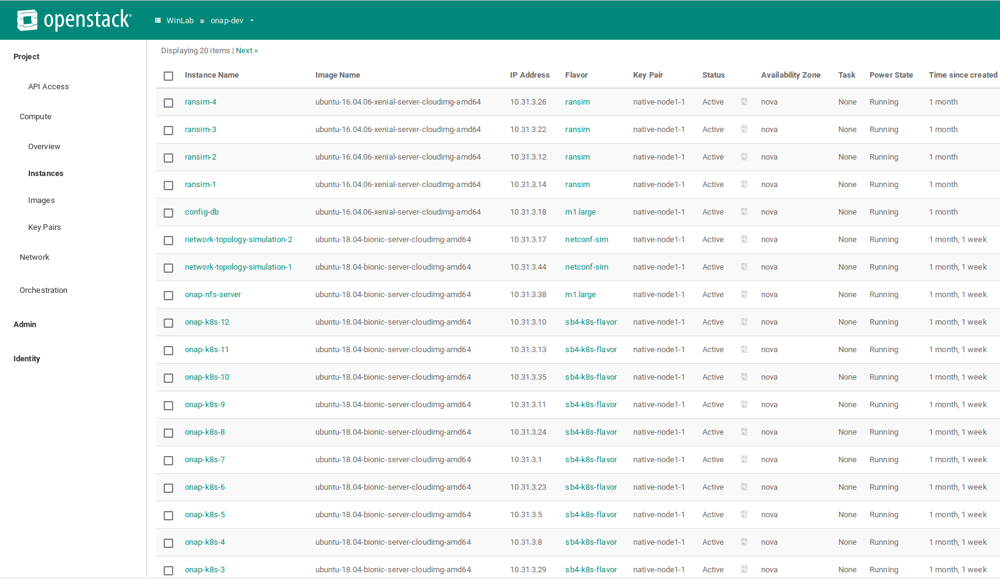 openstack® WinLab onap-dev
Displaying 20 items | Next »
Project
API Access
Compute
Overview
Instances
Images
Key Pairs
Network
Orchestration
Admin
Identity
Instance Name Image Name IP Address Flavor Key Pair Status Availability Zone Task Power State Time since created
ransim-4 ubuntu-16.04.06-xenial-server-cloudimg-amd64 10.31.3.26 ransim native-node1-1 Active nova None Running 1 month
ransim-3 ubuntu-16.04.06-xenial-server-cloudimg-amd64 10.31.3.22 ransim native-node1-1 Active nova None Running 1 month
ransim-2 ubuntu-16.04.06-xenial-server-cloudimg-amd64 10.31.3.12 ransim native-node1-1 Active nova None Running 1 month
ransim-1 ubuntu-16.04.06-xenial-server-cloudimg-amd64 10.31.3.14 ransim native-node1-1 Active nova None Running 1 month
config-db ubuntu-16.04.06-xenial-server-cloudimg-amd64 10.31.3.18 m1.large native-node1-1 Active nova None Running 1 month
network-topology-simulation-2 ubuntu-18.04-bionic-server-cloudimg-amd64 10.31.3.17 netconf-sim native-node1-1 Active nova None Running 1 month, 1 week
network-topology-simulation-1 ubuntu-18.04-bionic-server-cloudimg-amd64 10.31.3.44 netconf-sim native-node1-1 Active nova None Running 1 month, 1 week
onap-nfs-server ubuntu-18.04-bionic-server-cloudimg-amd64 10.31.3.38 m1.large native-node1-1 Active nova None Running 1 month, 1 week
onap-k8s-12 ubuntu-18.04-bionic-server-cloudimg-amd64 10.31.3.10 sb4-k8s-flavor native-node1-1 Active nova None Running 1 month, 1 week
onap-k8s-11 ubuntu-18.04-bionic-server-cloudimg-amd64 10.31.3.13 sb4-k8s-flavor native-node1-1 Active nova None Running 1 month, 1 week
onap-k8s-10 ubuntu-18.04-bionic-server-cloudimg-amd64 10.31.3.35 sb4-k8s-flavor native-node1-1 Active nova None Running 1 month, 1 week
onap-k8s-9 ubuntu-18.04-bionic-server-cloudimg-amd64 10.31.3.11 sb4-k8s-flavor native-node1-1 Active nova None Running 1 month, 1 week
onap-k8s-8 ubuntu-18.04-bionic-server-cloudimg-amd64 10.31.3.24 sb4-k8s-flavor native-node1-1 Active nova None Running 1 month, 1 week
onap-k8s-7 ubuntu-18.04-bionic-server-cloudimg-amd64 10.31.3.1 sb4-k8s-flavor native-node1-1 Active nova None Running 1 month, 1 week
onap-k8s-6 ubuntu-18.04-bionic-server-cloudimg-amd64 10.31.3.23 sb4-k8s-flavor native-node1-1 Active nova None Running 1 month, 1 week
onap-k8s-5 ubuntu-18.04-bionic-server-cloudimg-amd64 10.31.3.5 sb4-k8s-flavor native-node1-1 Active nova None Running 1 month, 1 week
onap-k8s-4 ubuntu-18.04-bionic-server-cloudimg-amd64 10.31.3.8 sb4-k8s-flavor native-node1-1 Active nova None Running 1 month, 1 week
onap-k8s-3 ubuntu-18.04-bionic-server-cloudimg-amd64 10.31.3.29 sb4-k8s-flavor native-node1-1 Active nova None Running 1 month, 1 week